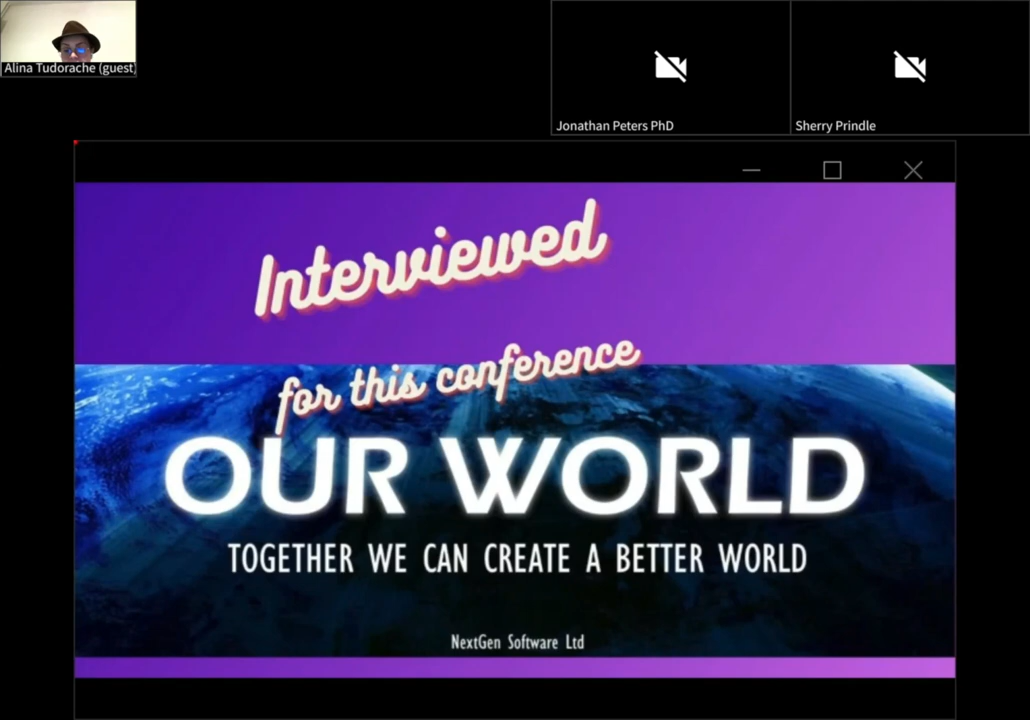 Alina Tudorache (guest)
Jonathan Peters PhD
Sherry Prindle
Interviewed
for this conference
OUR WORLD
TOGETHER WE CAN CREATE A BETTER WORLD
NextGen Software Ltd